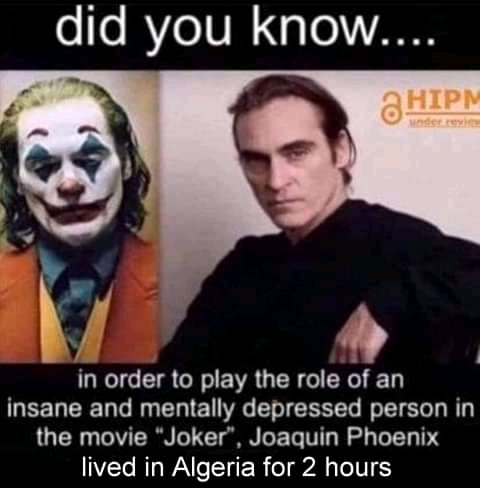 did you know....
HIPM
under review
in order to play the role of an
insane and mentally depressed person in
the movie "Joker", Joaquin Phoenix
lived in Algeria for 2 hours